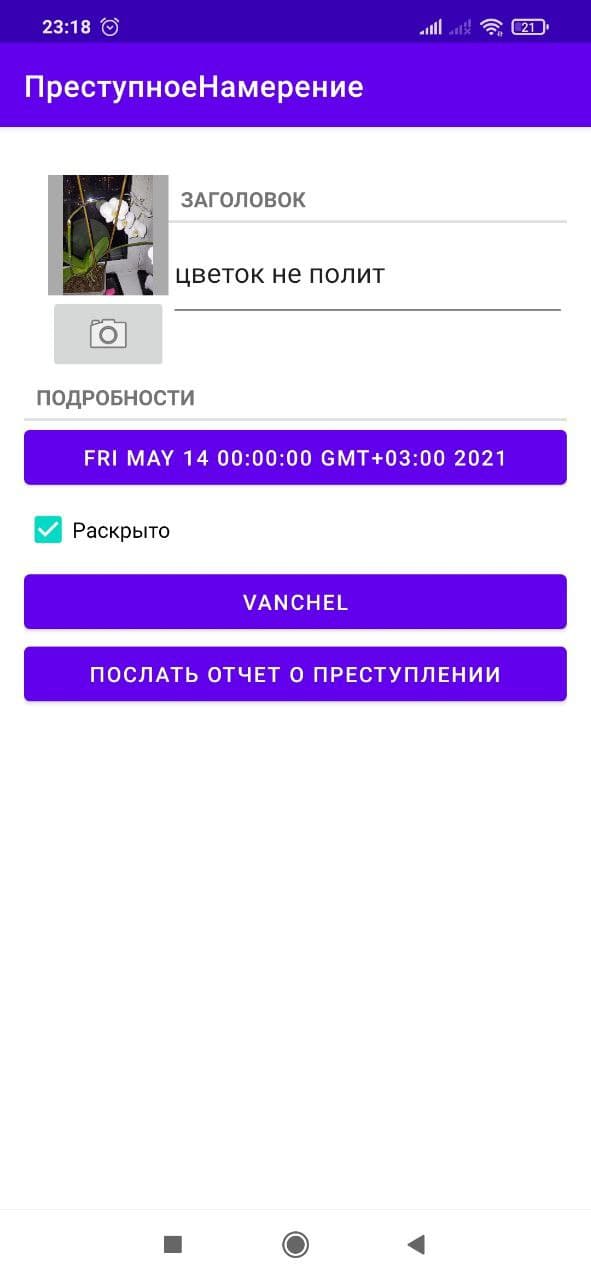 23:18
21
ПреступноеНамерение
ЗАГОЛОВОК
цветок не полит
ПОДРОБНОСТИ
FRI MAY 14 00:00:00 GMT+03:00 2021
Раскрыто
VANCHEL
ПОСЛАТЬ ОТЧЕТ О ПРЕСТУПЛЕНИИ